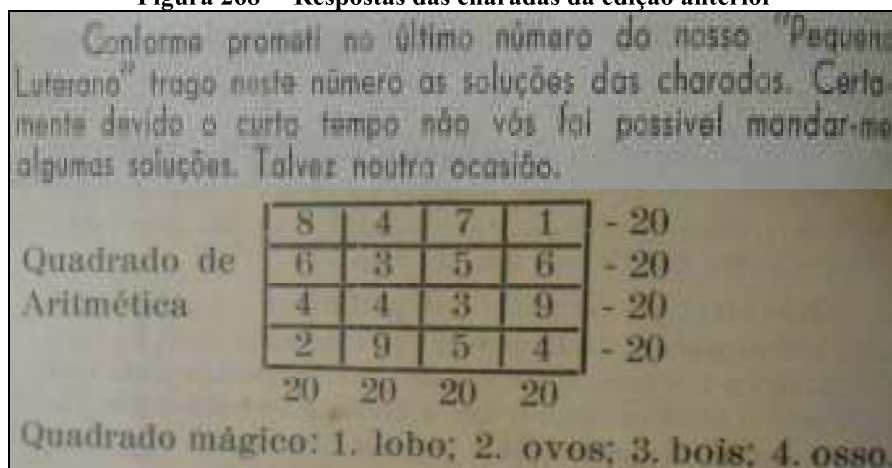 Figura 268 – Respostas das charadas da edição anterior
Conforme prometi no último número do nosso "Pequeno
Luterano" trago neste número as soluções das charadas. Certa-
mente devido o curto tempo não vós foi possivel mandar-me
algumas soluções. Talvez noutra ocasião.
8 4 7 1 - 20
Quadrado de 6 3 5 6 - 20
Aritmética 4 4 3 9 - 20
2 9 5 4 - 20
20 20 20 20
Quadrado mágico: 1. lobo; 2. ovos; 3. bois; 4. osso